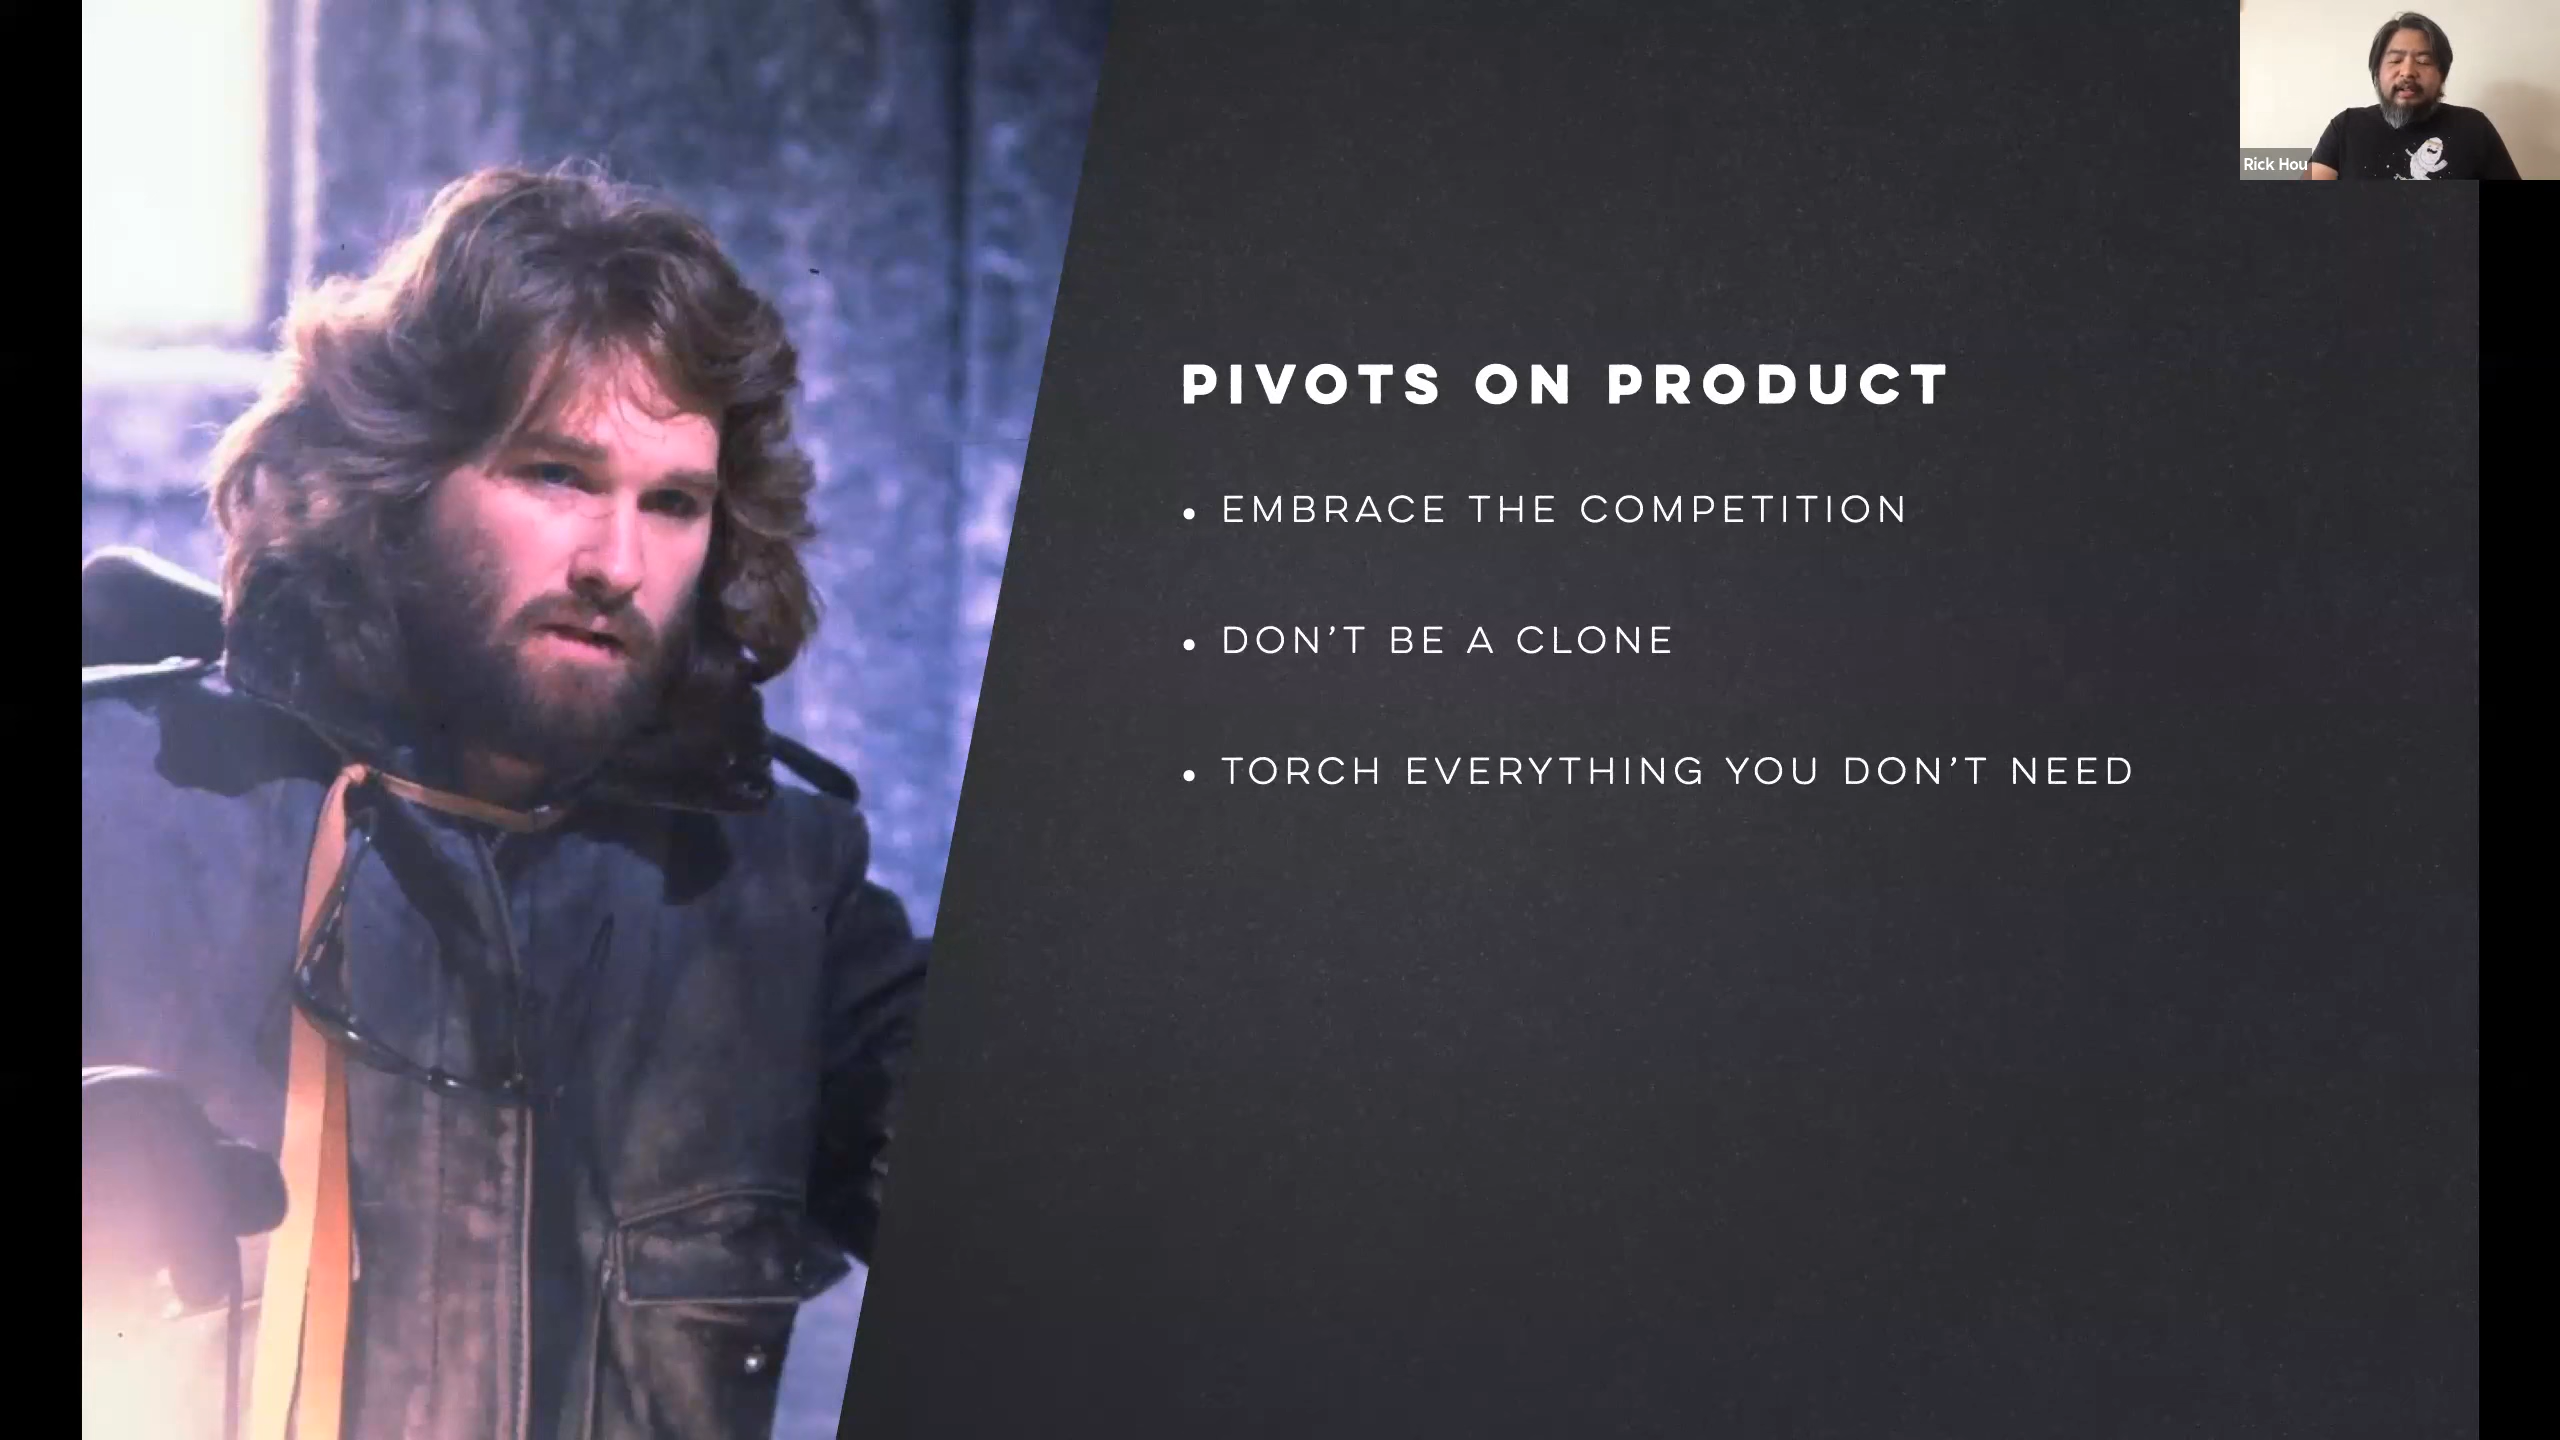 PIVOTS ON PRODUCT
• EMBRACE THE COMPETITION
• DON’T BE A CLONE
• TORCH EVERYTHING YOU DON’T NEED
Rick Hou